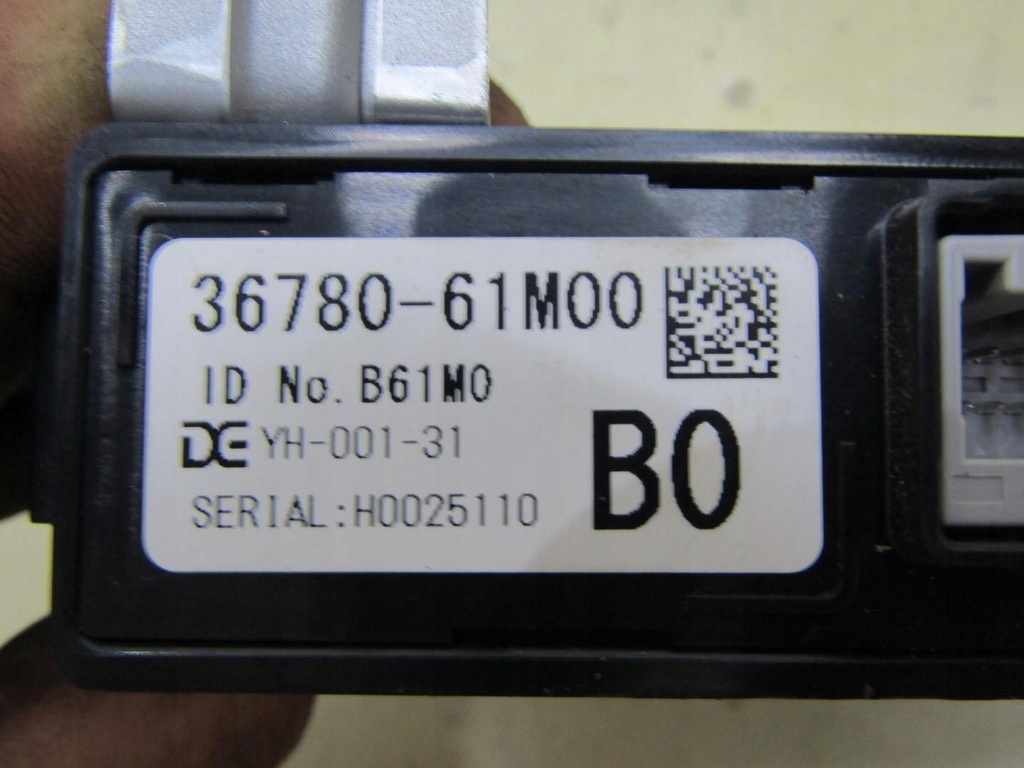 36780-61M00
ID No. B61M0
DE YH-001-31
B0
SERIAL:H0025110